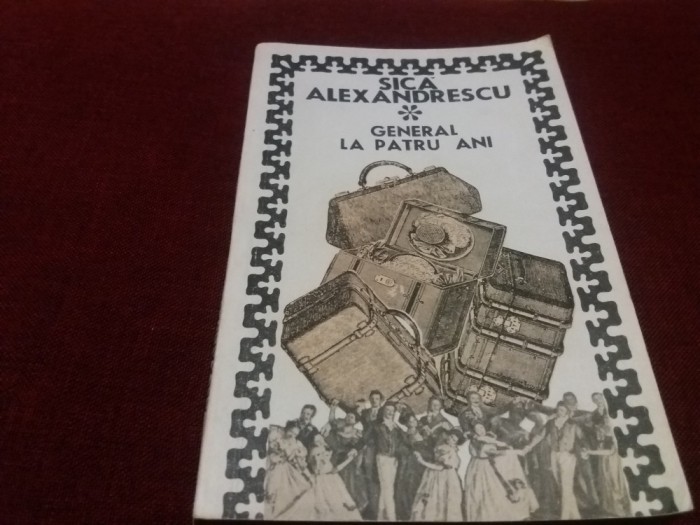 SICA
ALEXANDRESCU
*
GENERAL
LA PATRU ANI